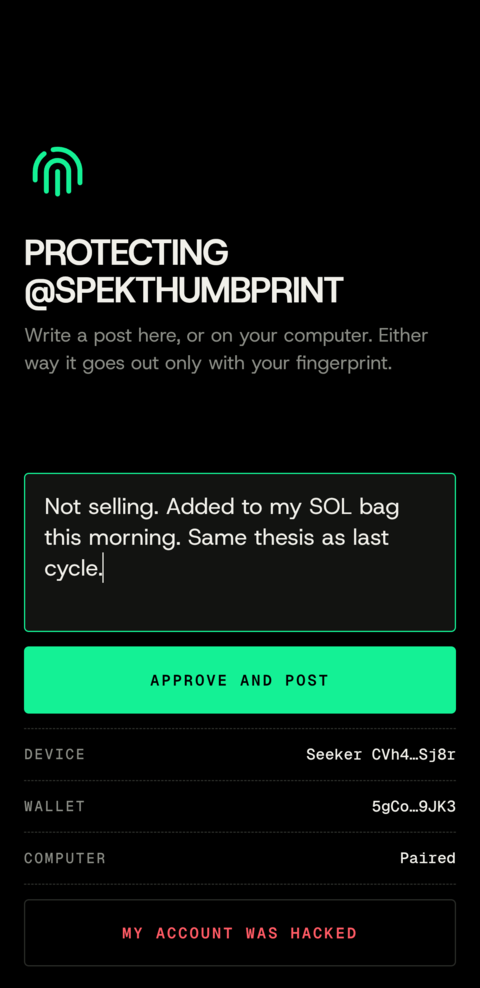 PROTECTING
@SPEKTHUMBPRINT
Write a post here, or on your computer. Either
way it goes out only with your fingerprint.
Not selling. Added to my SOL bag
this morning. Same thesis as last
cycle.
APPROVE AND POST
DEVICE Seeker CVh4…Sj8r
WALLET 5gCo…9JK3
COMPUTER Paired
MY ACCOUNT WAS HACKED